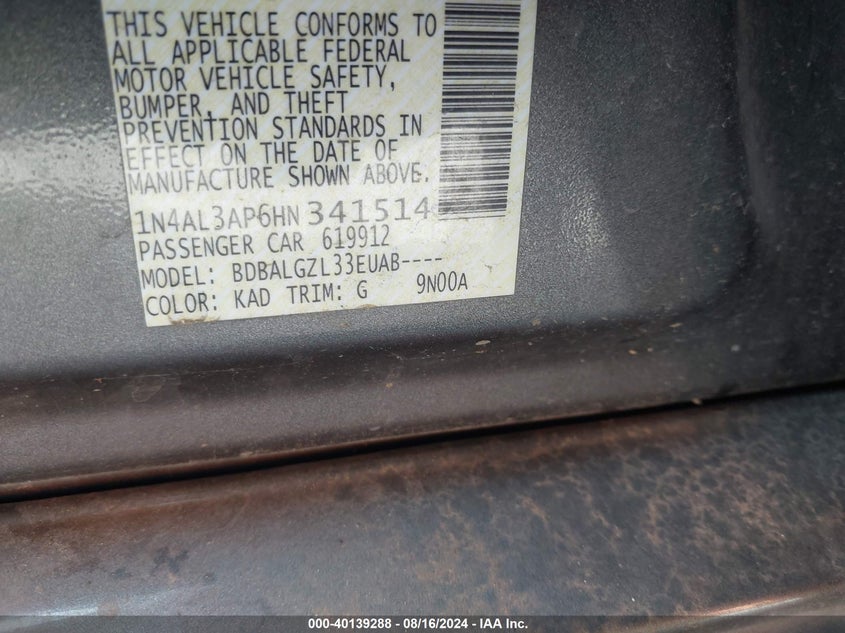 THIS VEHICLE CONFORMS TO
ALL APPLICABLE FEDERAL
MOTOR VEHICLE SAFETY,
BUMPER, AND THEFT
PREVENTION STANDARDS IN
EFFECT ON THE DATE OF
MANUFACTURE SHOWN ABOVE.
1N4AL3AP6HN 341514
PASSENGER CAR 619912
MODEL: BDBALGZL33EUAB----
COLOR: KAD TRIM: G 9N00A
000-40139288 - 08/16/2024 - IAA Inc.